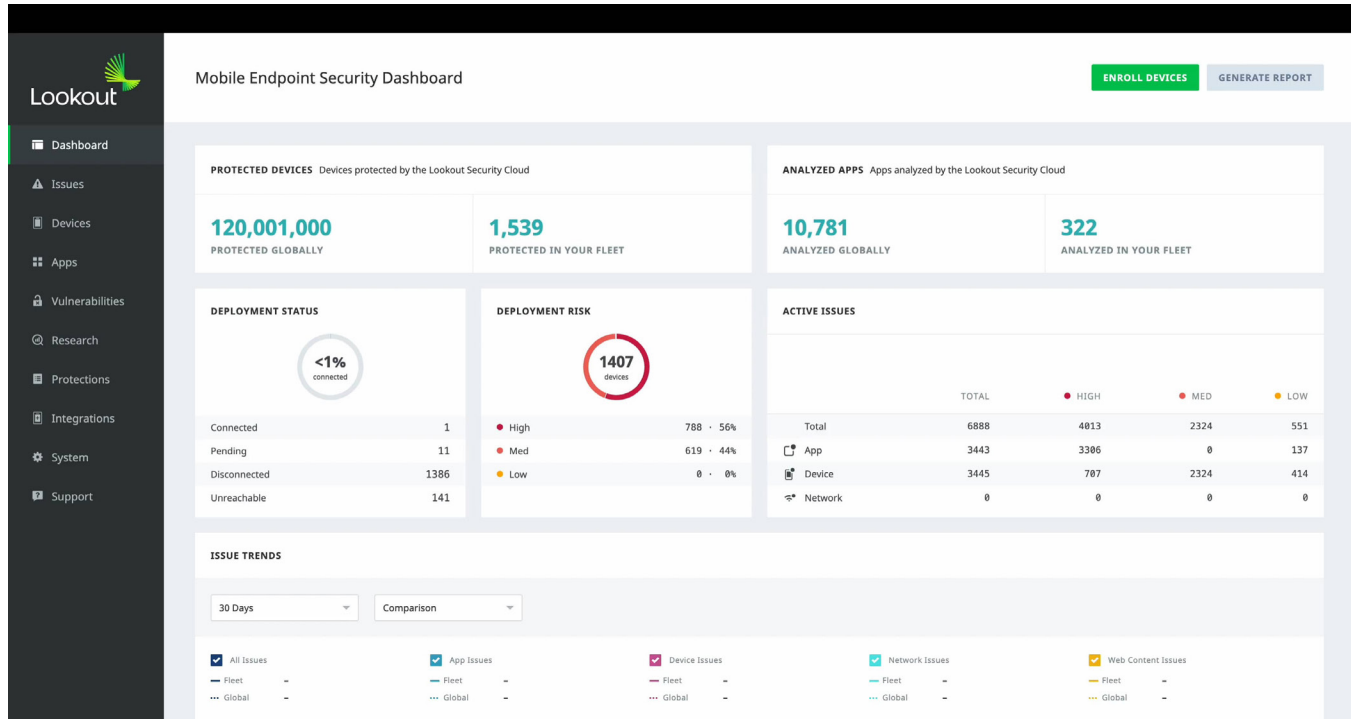 Lookout
Dashboard
Issues
Devices
Apps
Vulnerabilities
Research
Protections
Integrations
System
Support
Mobile Endpoint Security Dashboard
ENROLL DEVICES
GENERATE REPORT
PROTECTED DEVICES Devices protected by the Lookout Security Cloud
120,001,000
PROTECTED GLOBALLY
1,539
PROTECTED IN YOUR FLEET
ANALYZED APPS Apps analyzed by the Lookout Security Cloud
10,781
ANALYZED GLOBALLY
322
ANALYZED IN YOUR FLEET
DEPLOYMENT STATUS
<1%
connected
Connected 1
Pending 11
Disconnected 1386
Unreachable 141
DEPLOYMENT RISK
1407
devices
High 788 · 56%
Med 619 · 44%
Low 0 · 0%
ACTIVE ISSUES
TOTAL HIGH MED LOW
Total 6888 4013 2324 551
App 3443 3306 0 137
Device 3445 707 2324 414
Network 0 0 0 0
ISSUE TRENDS
30 Days
Comparison
All Issues
Fleet –
Global –
App Issues
Fleet –
Global –
Device Issues
Fleet –
Global –
Network Issues
Fleet –
Global –
Web Content Issues
Fleet –
Global –